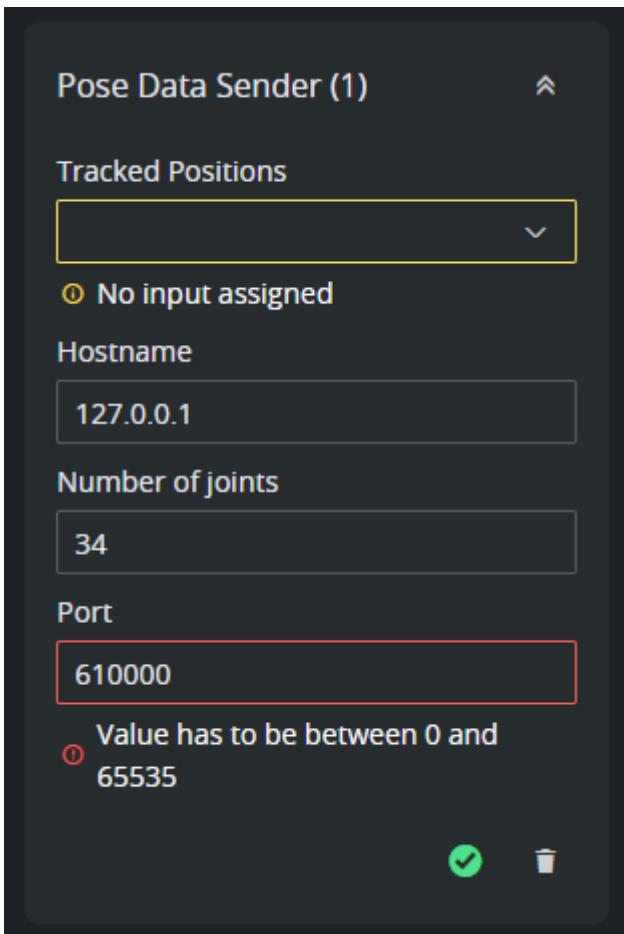 Pose Data Sender (1)
Tracked Positions
No input assigned
Hostname
127.0.0.1
Number of joints
34
Port
610000
Value has to be between 0 and
65535